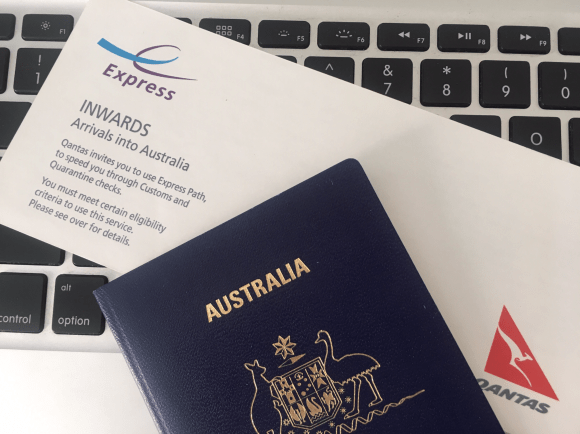 Express
INWARDS
Arrivals into Australia
Qantas invites you to use Express Path,
to speed you through Customs and
Quarantine checks.
You must meet certain eligibility
criteria to use this service.
Please see over for details.
AUSTRALIA
QANTAS
F1
F4
F5
F6
F7
F8
F9
!
1
&
7
*
8
(
9
)
0
O
alt
control
option